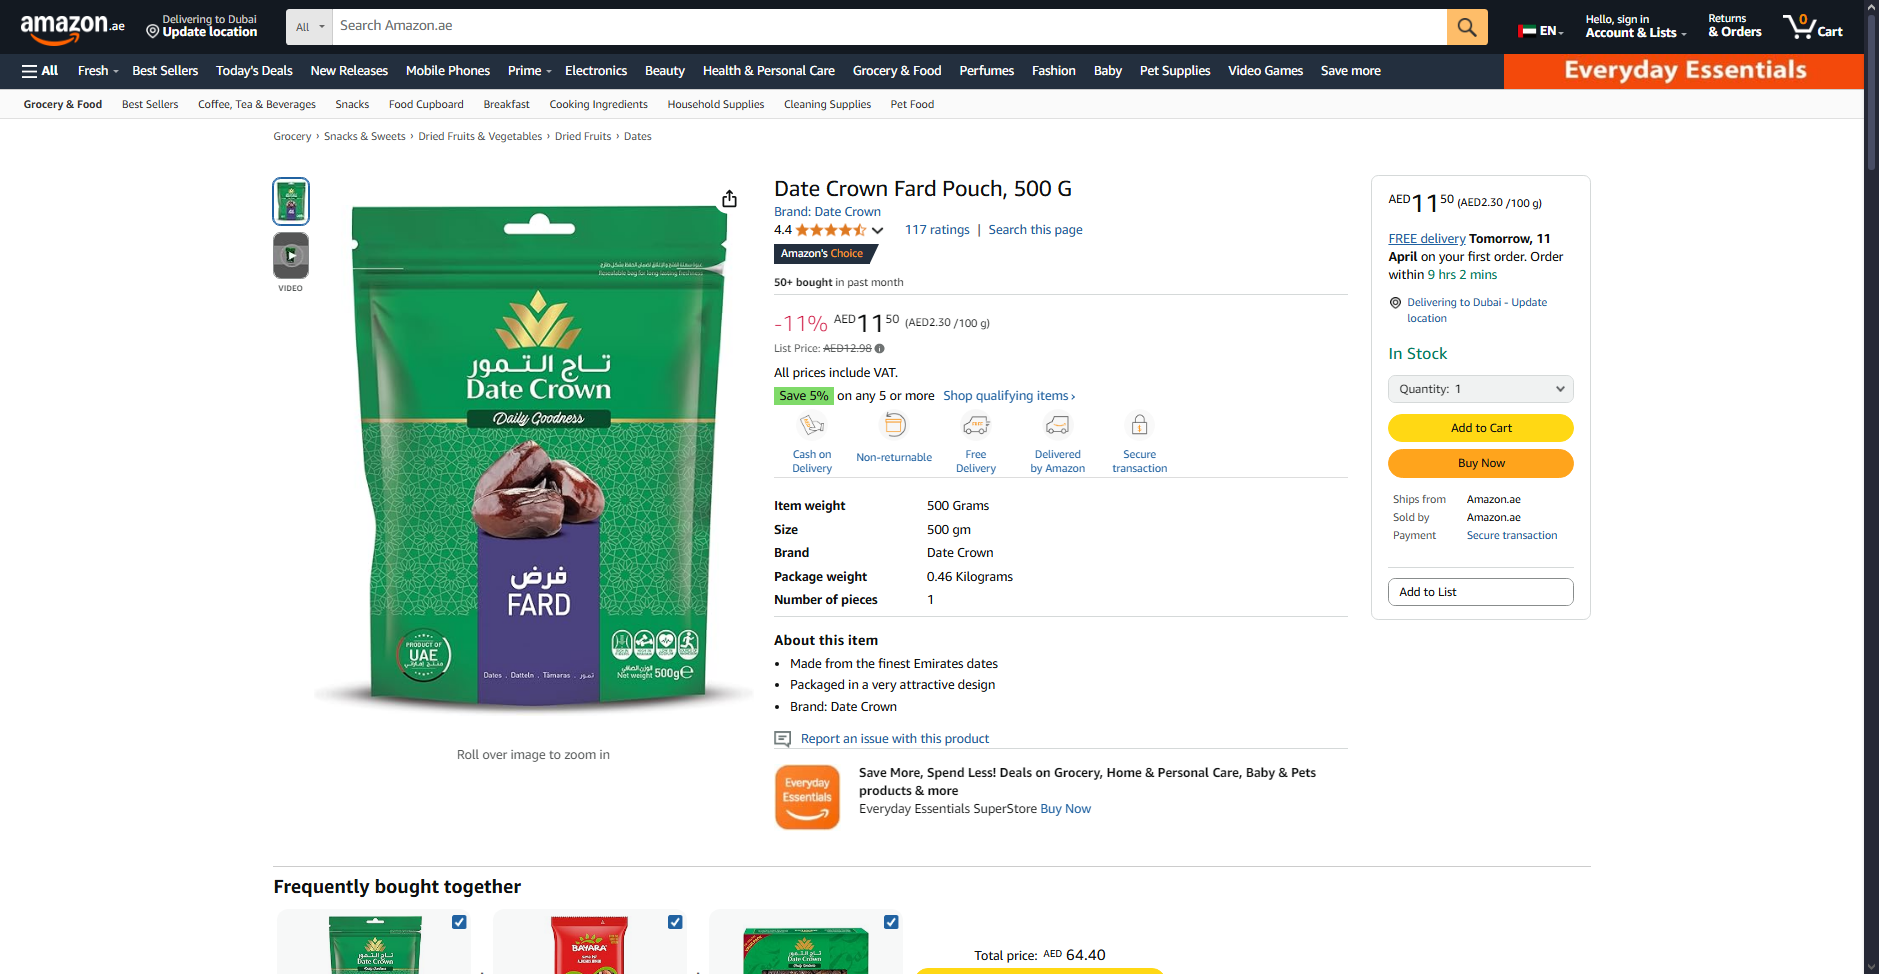 amazon.ae
Delivering to Dubai
Update location
All
Search Amazon.ae
EN
Hello, sign in
Account & Lists
Returns
& Orders
0
Cart
All
Fresh
Best Sellers
Today's Deals
New Releases
Mobile Phones
Prime
Electronics
Beauty
Health & Personal Care
Grocery & Food
Perfumes
Fashion
Baby
Pet Supplies
Video Games
Save more
Everyday Essentials
Grocery & Food
Best Sellers
Coffee, Tea & Beverages
Snacks
Food Cupboard
Breakfast
Cooking Ingredients
Household Supplies
Cleaning Supplies
Pet Food
Grocery › Snacks & Sweets › Dried Fruits & Vegetables › Dried Fruits › Dates
VIDEO
تاج التمور
Date Crown
Daily Goodness
فرض
FARD
PRODUCT OF
UAE
منتج إماراتي
Dates . Datteln . Tâmaras . تمور
الوزن الصافي
Net weight 500g℮
Roll over image to zoom in
Date Crown Fard Pouch, 500 G
Brand: Date Crown
4.4
117 ratings | Search this page
Amazon's Choice
50+ bought in past month
-11% AED11 50 (AED2.30 /100 g)
List Price: AED12.98
All prices include VAT.
Save 5% on any 5 or more Shop qualifying items ›
Cash on
Delivery
Non-returnable
Free
Delivery
Delivered
by Amazon
Secure
transaction
Item weight 500 Grams
Size 500 gm
Brand Date Crown
Package weight 0.46 Kilograms
Number of pieces 1
About this item
• Made from the finest Emirates dates
• Packaged in a very attractive design
• Brand: Date Crown
Report an issue with this product
Everyday
Essentials
Save More, Spend Less! Deals on Grocery, Home & Personal Care, Baby & Pets
products & more
Everyday Essentials SuperStore Buy Now
AED11 50 (AED2.30 /100 g)
FREE delivery Tomorrow, 11
April on your first order. Order
within 9 hrs 2 mins
Delivering to Dubai - Update
location
In Stock
Quantity: 1
Add to Cart
Buy Now
Ships from Amazon.ae
Sold by Amazon.ae
Payment Secure transaction
Add to List
Frequently bought together
تاج التمور
Date Crown
BAYARA
تاج التمور
Date Crown
Total price: AED 64.40